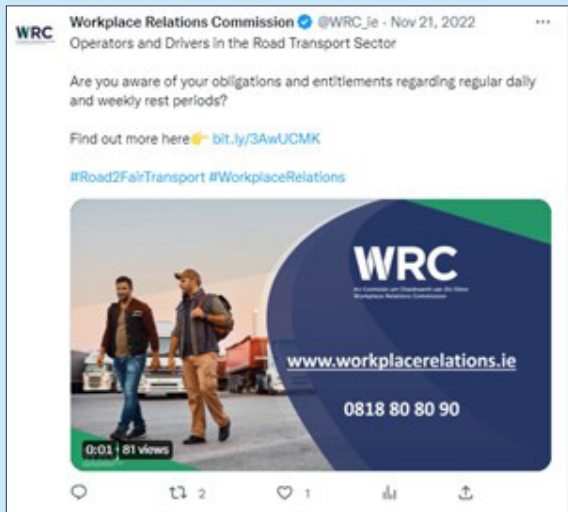 WRC
Workplace Relations Commission @WRC_ie · Nov 21, 2022 ...
Operators and Drivers in the Road Transport Sector
Are you aware of your obligations and entitlements regarding regular daily
and weekly rest periods?
Find out more here👉 bit.ly/3AwUCMK
#Road2FairTransport #WorkplaceRelations
WRC
Workplace Relations Commission
www.workplacerelations.ie
0818 80 80 90
0:01 · 81 views
2 1